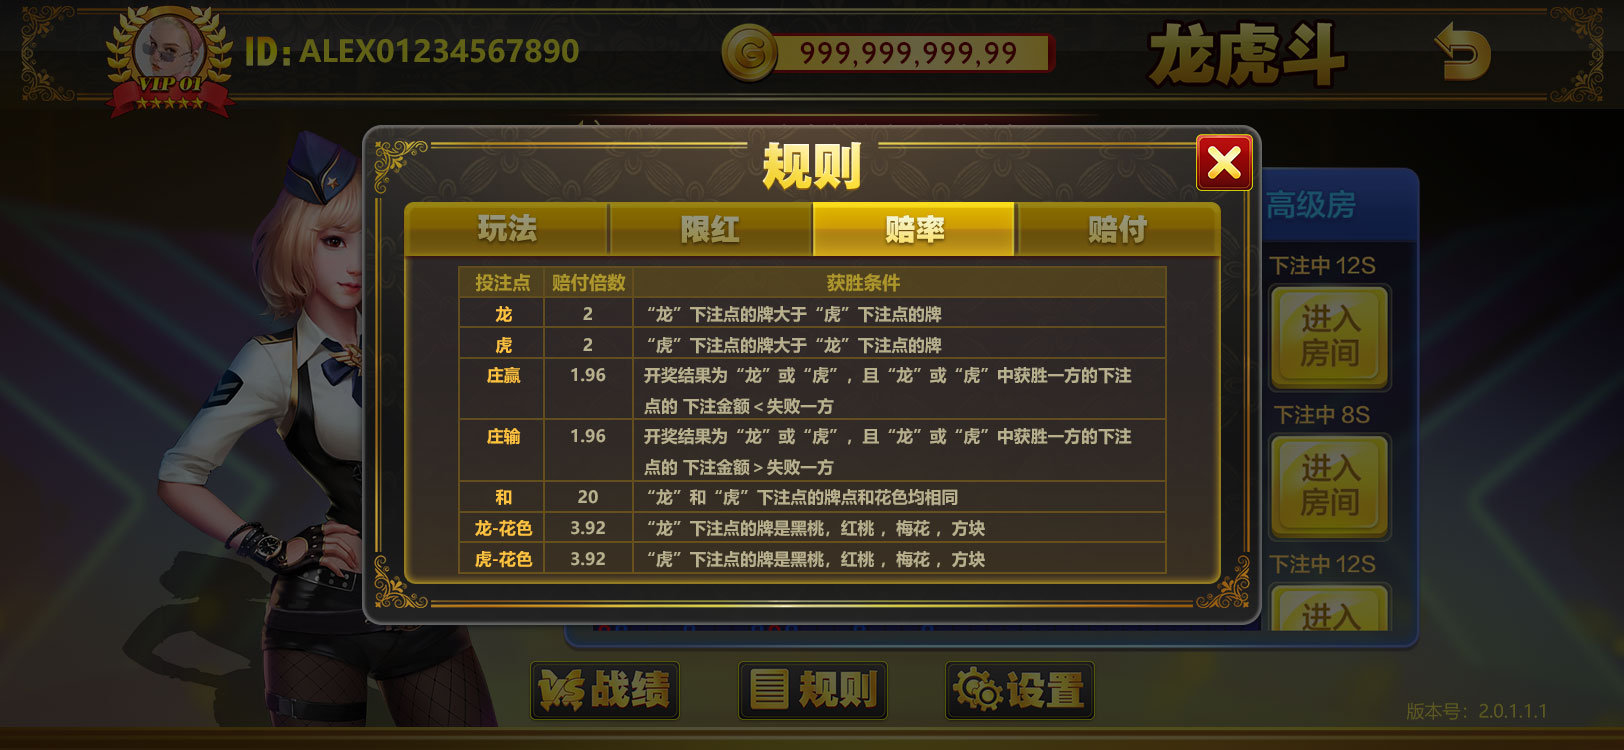 VIP 01
ID: ALEX01234567890
G
999,999,999,99
龙虎斗
规则
玩法 限红 赔率 赔付
投注点 赔付倍数 获胜条件
龙 2 “龙”下注点的牌大于“虎”下注点的牌
虎 2 “虎”下注点的牌大于“龙”下注点的牌
庄赢 1.96 开奖结果为“龙”或“虎”，且“龙”或“虎”中获胜一方的下注
点的 下注金额＜失败一方
庄输 1.96 开奖结果为“龙”或“虎”，且“龙”或“虎”中获胜一方的下注
点的 下注金额＞失败一方
和 20 “龙”和“虎”下注点的牌点和花色均相同
龙-花色 3.92 “龙”下注点的牌是黑桃，红桃，梅花，方块
虎-花色 3.92 “虎”下注点的牌是黑桃，红桃，梅花，方块
高级房
下注中 12S
进入
房间
下注中 8S
进入
房间
下注中 12S
进入
VS 战绩
规则
设置
版本号：2.0.1.1.1